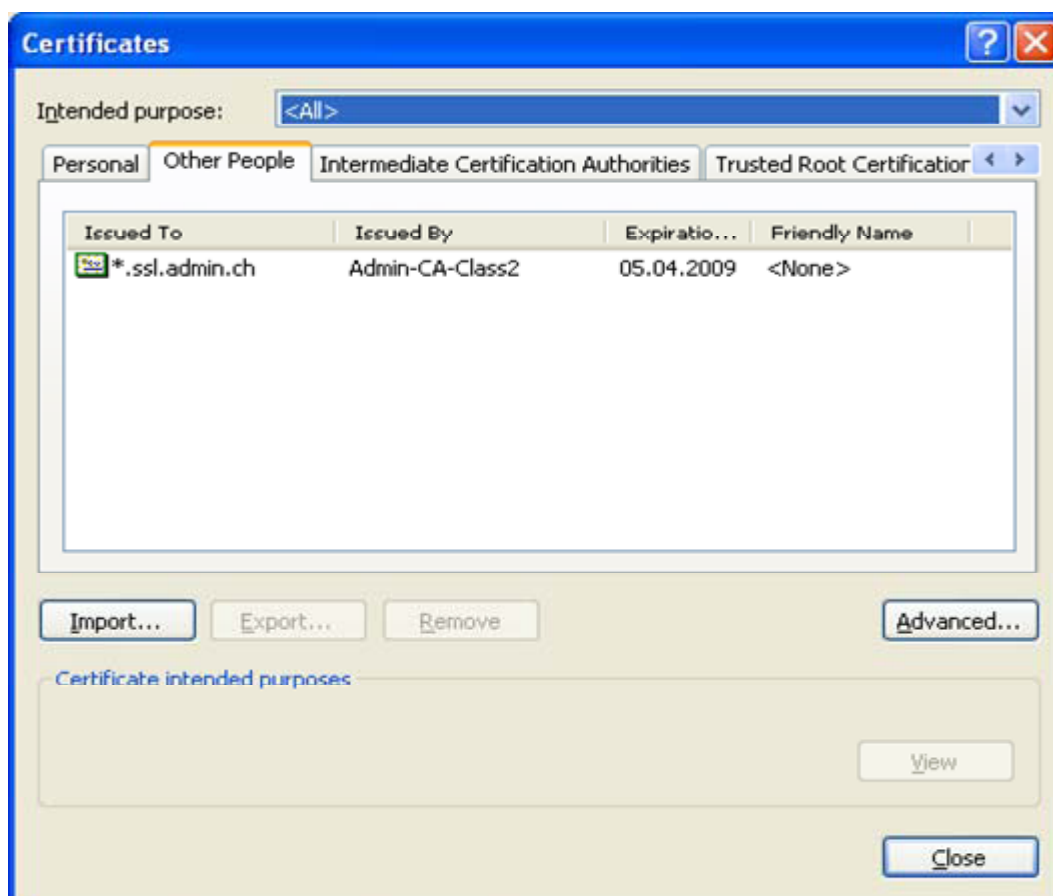 Certificates
Intended purpose: <All>
Personal Other People Intermediate Certification Authorities Trusted Root Certification
Issued To Issued By Expiratio... Friendly Name
*.ssl.admin.ch Admin-CA-Class2 05.04.2009 <None>
Import... Export... Remove Advanced...
Certificate intended purposes
View
Close